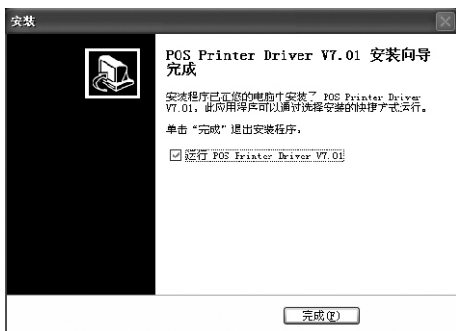 安装
POS Printer Driver V7.01 安装向导
完成
安装程序已在您的电脑中安装了 POS Printer Driver
V7.01。此应用程序可以通过选择安装的快捷方式运行。
单击“完成”退出安装程序。
运行 POS Printer Driver V7.01
完成(F)